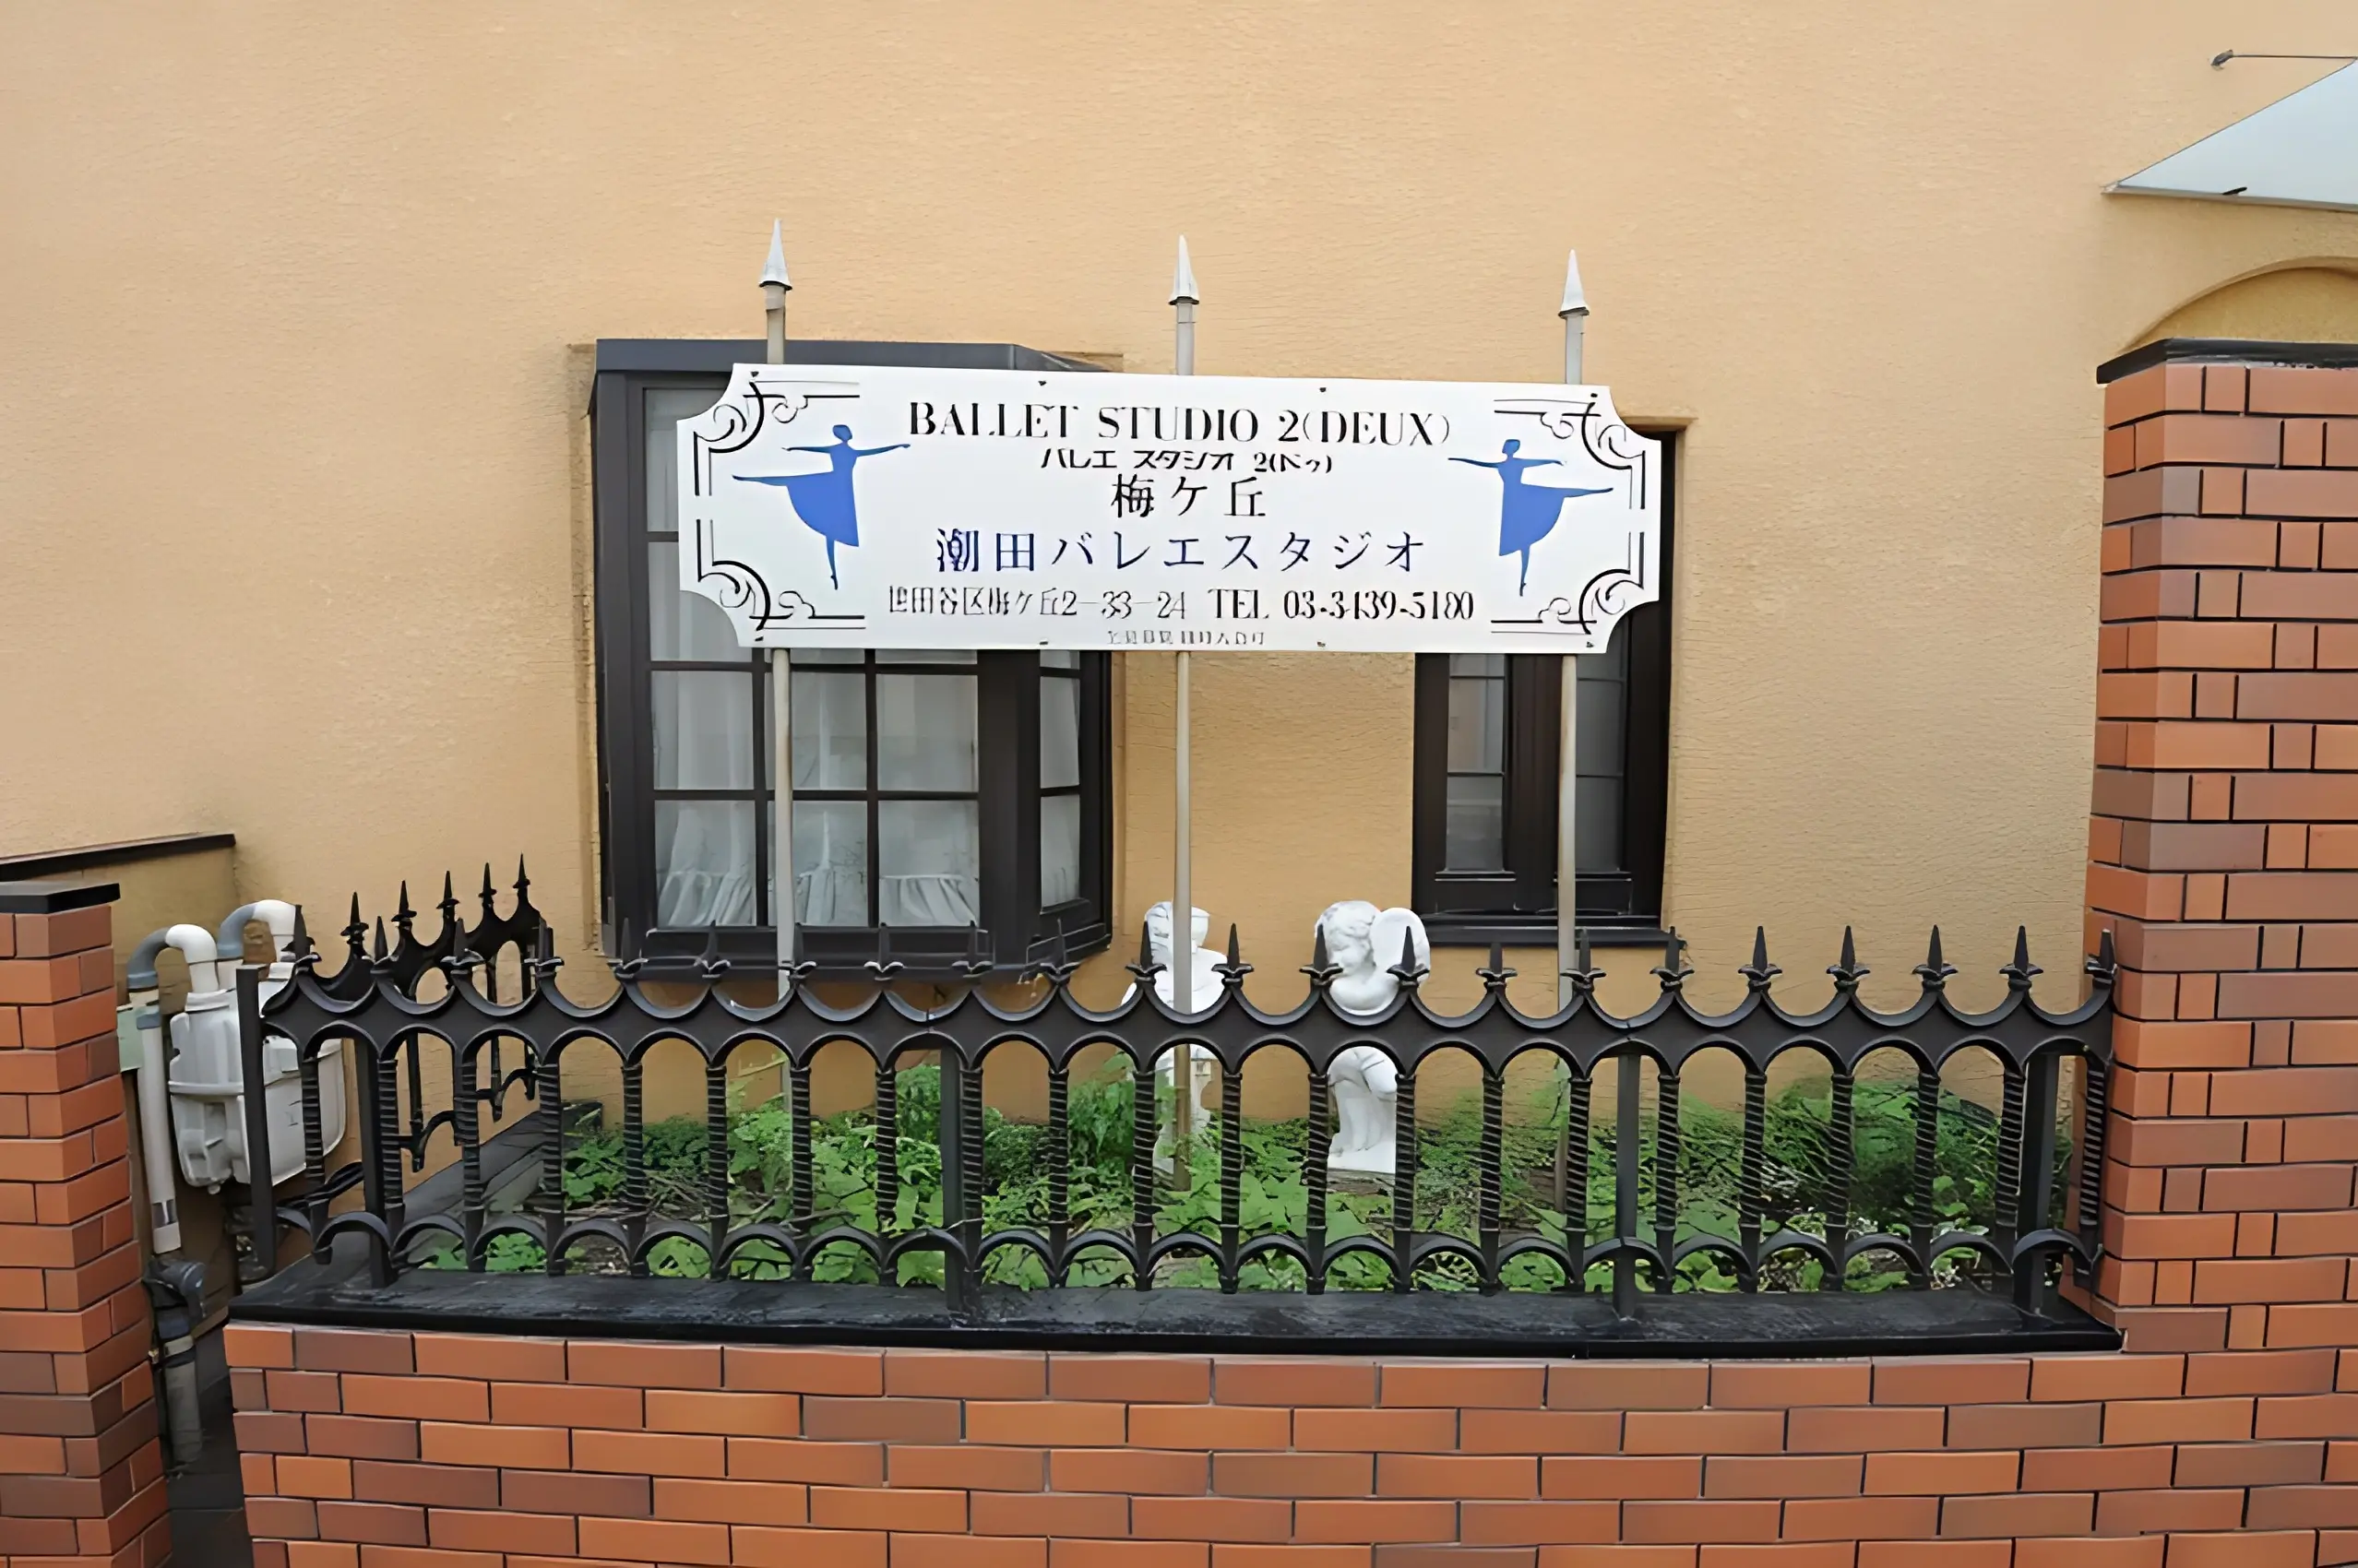 BALLET STUDIO 2(DEUX)
バレエ スタジオ 2(ドゥ)
梅ケ丘
潮田バレエスタジオ
世田谷区梅ケ丘2-33-24 TEL 03-3439-5180